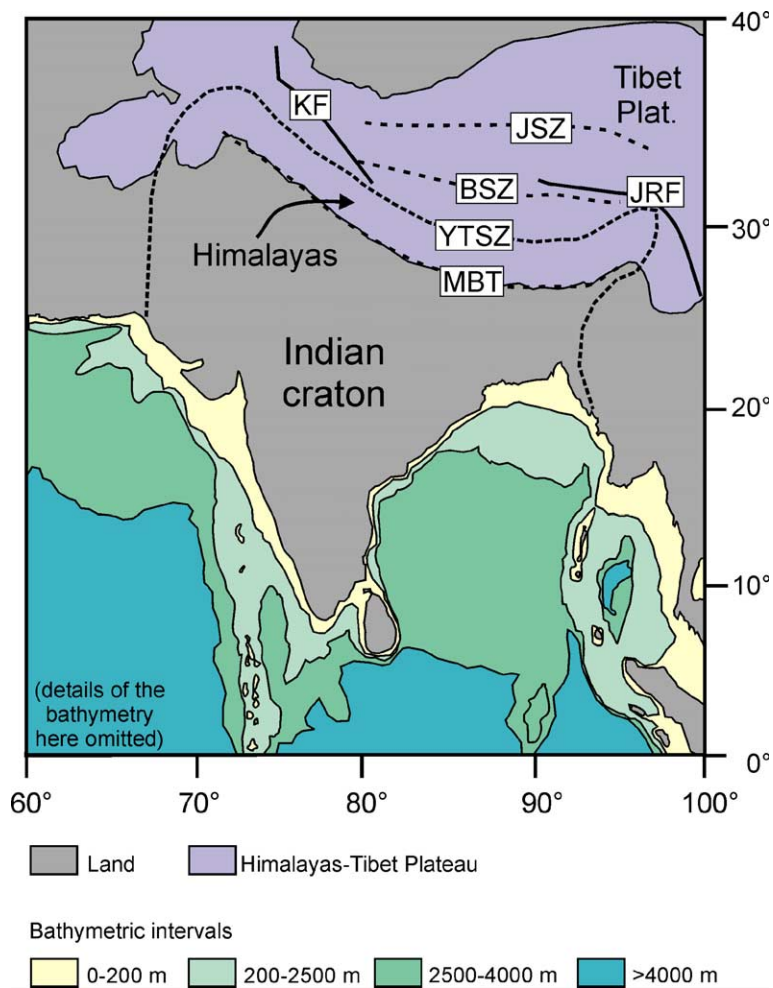 40°
Tibet
Plat.
KF
JSZ
BSZ
JRF
YTSZ
30°
Himalayas
MBT
Indian
craton
20°
10°
(details of the
bathymetry
here omitted)
0°
60°
70°
80°
90°
100°
Land
Himalayas-Tibet Plateau
Bathymetric intervals
0-200 m
200-2500 m
2500-4000 m
>4000 m